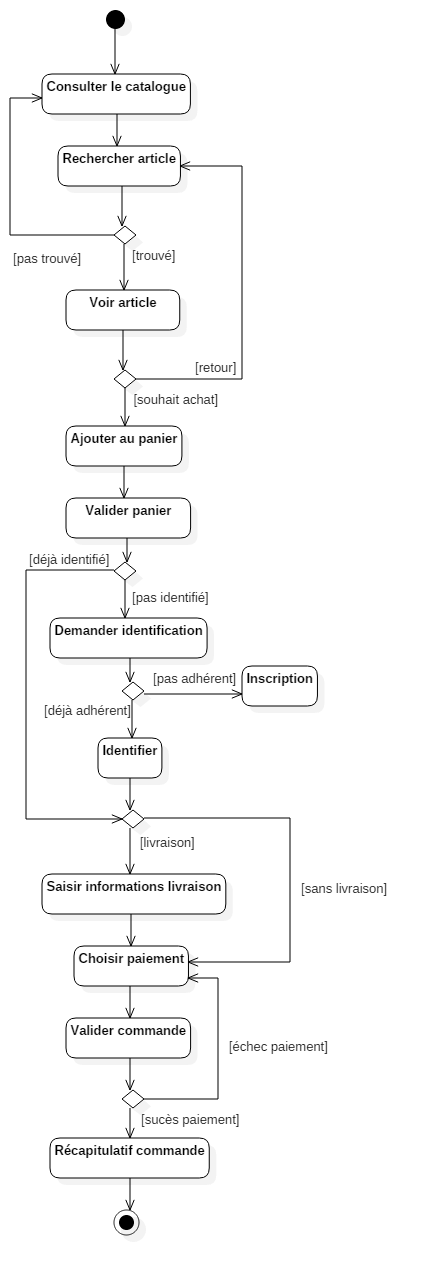 Consulter le catalogue
Rechercher article
[trouvé]
[pas trouvé]
Voir article
[retour]
[souhait achat]
Ajouter au panier
Valider panier
[déjà identifié]
[pas identifié]
Demander identification
[pas adhérent]
Inscription
[déjà adhérent]
Identifier
[livraison]
Saisir informations livraison
[sans livraison]
Choisir paiement
Valider commande
[échec paiement]
[sucès paiement]
Récapitulatif commande